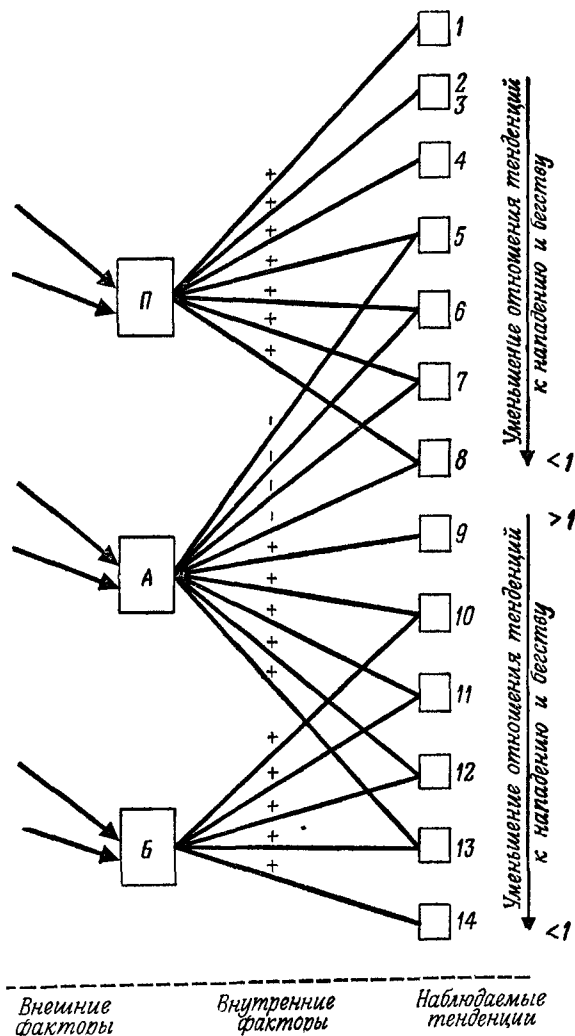 1
2
3
4
5
6
7
8
9
10
11
12
13
14
+
+
+
+
+
+
+
-
-
-
-
+
+
+
+
+
+
+
+
+
+
П
А
Б
Уменьшение отношения тенденций
к нападению и бегству
<1
>1
Уменьшение отношения тенденций
к нападению и бегству
<1
Внешние
факторы
Внутренние
факторы
Наблюдаемые
тенденции